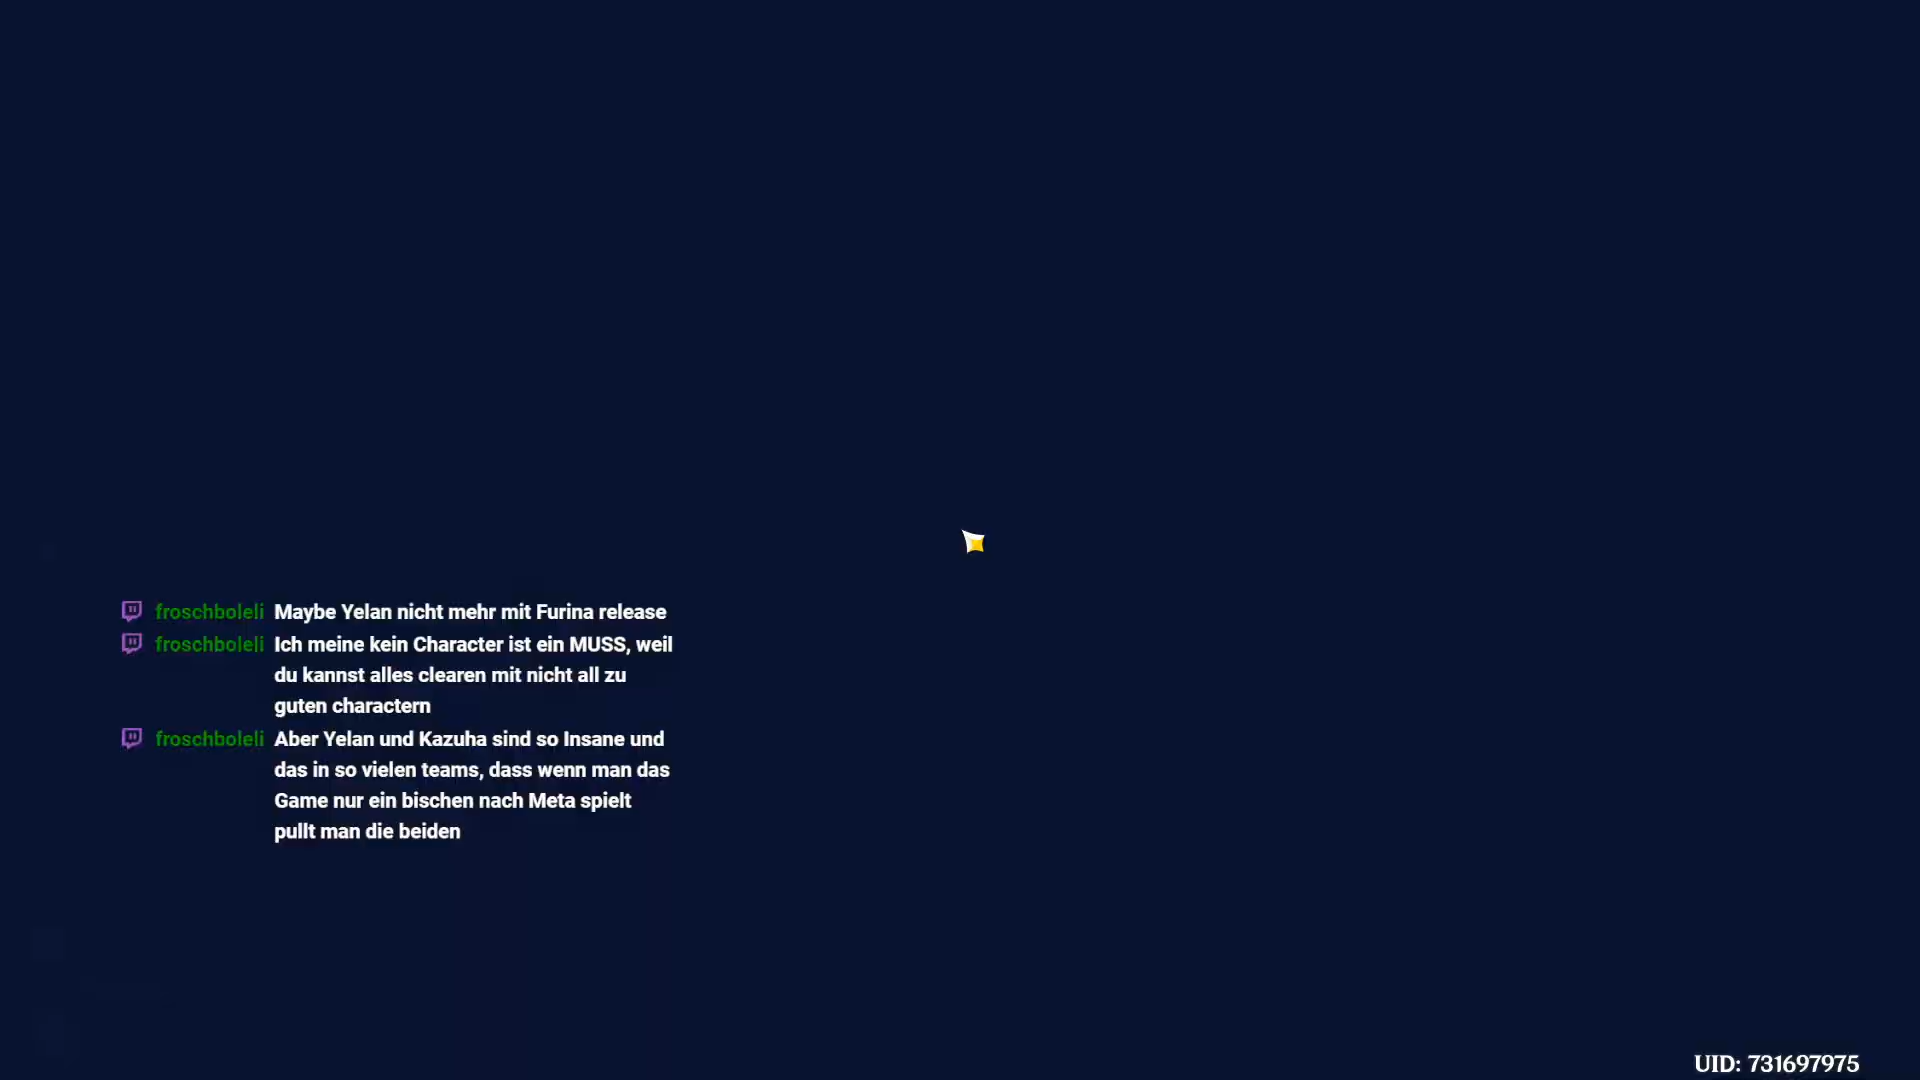 froschboleli Maybe Yelan nicht mehr mit Furina release
froschboleli Ich meine kein Character ist ein MUSS, weil
du kannst alles clearen mit nicht all zu
guten charactern
froschboleli Aber Yelan und Kazuha sind so Insane und
das in so vielen teams, dass wenn man das
Game nur ein bischen nach Meta spielt
pullt man die beiden
UID: 731697975